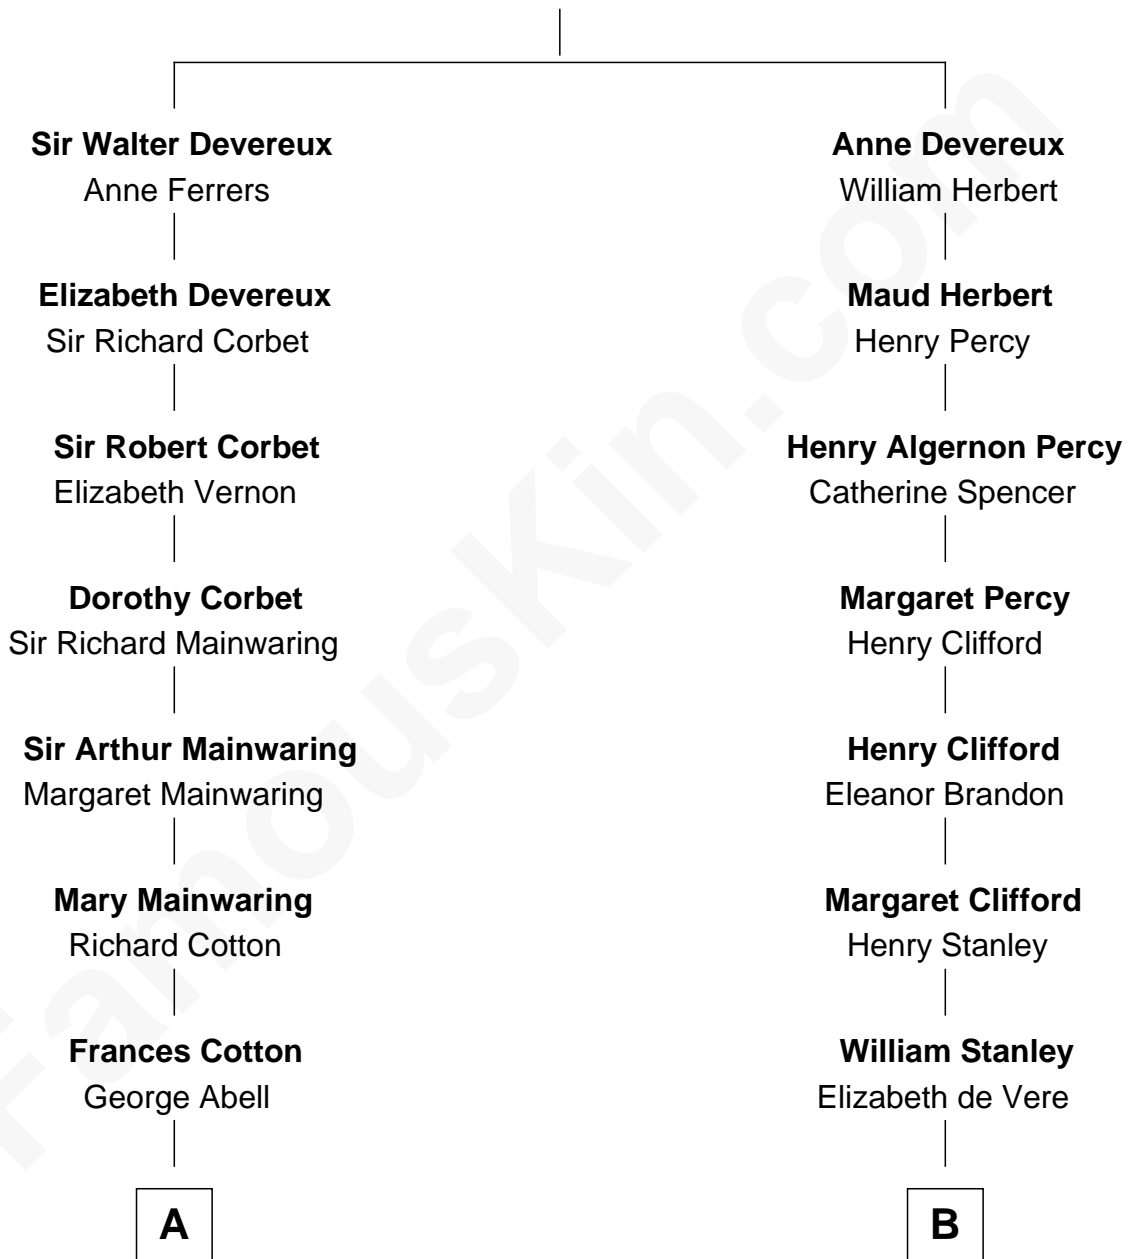 Sir Walter Devereux
Anne Ferrers
Elizabeth Devereux
Sir Richard Corbet
Sir Robert Corbet
Elizabeth Vernon
Dorothy Corbet
Sir Richard Mainwaring
Sir Arthur Mainwaring
Margaret Mainwaring
Mary Mainwaring
Richard Cotton
Frances Cotton
George Abell
A
Anne Devereux
William Herbert
Maud Herbert
Henry Percy
Henry Algernon Percy
Catherine Spencer
Margaret Percy
Henry Clifford
Henry Clifford
Eleanor Brandon
Margaret Clifford
Henry Stanley
William Stanley
Elizabeth de Vere
B
FamousKin.com